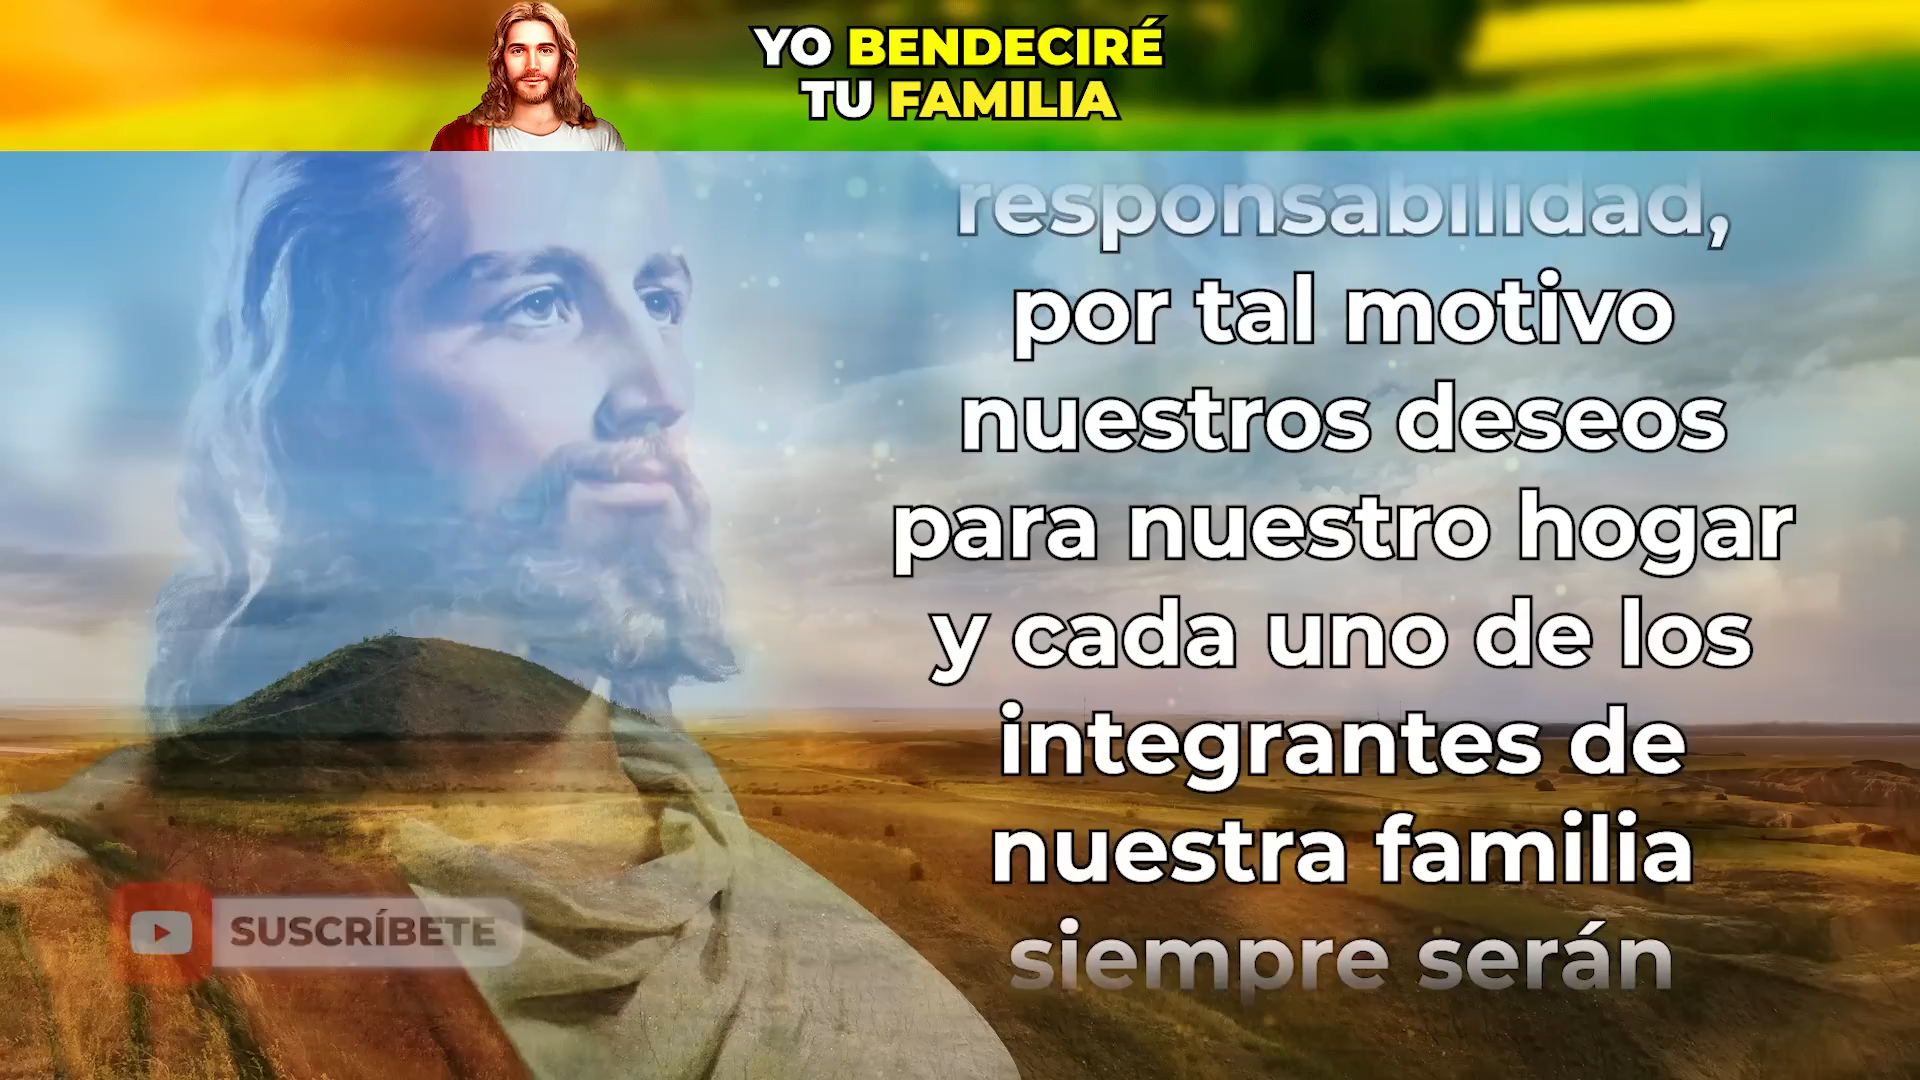 YO BENDECIRÉ
TU FAMILIA
responsabilidad,
por tal motivo
nuestros deseos
para nuestro hogar
y cada uno de los
integrantes de
nuestra familia
siempre serán
SUSCRÍBETE